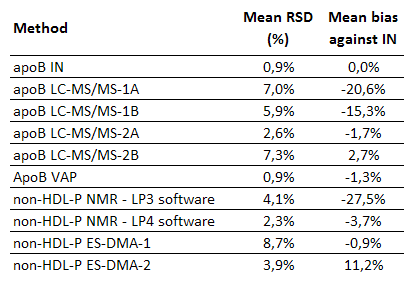 Method Mean RSD (%) Mean bias against IN
apoB IN 0,9% 0,0%
apoB LC-MS/MS-1A 7,0% -20,6%
apoB LC-MS/MS-1B 5,9% -15,3%
apoB LC-MS/MS-2A 2,6% -1,7%
apoB LC-MS/MS-2B 7,3% 2,7%
ApoB VAP 0,9% -1,3%
non-HDL-P NMR - LP3 software 4,1% -27,5%
non-HDL-P NMR - LP4 software 2,3% -3,7%
non-HDL-P ES-DMA-1 8,7% -0,9%
non-HDL-P ES-DMA-2 3,9% 11,2%